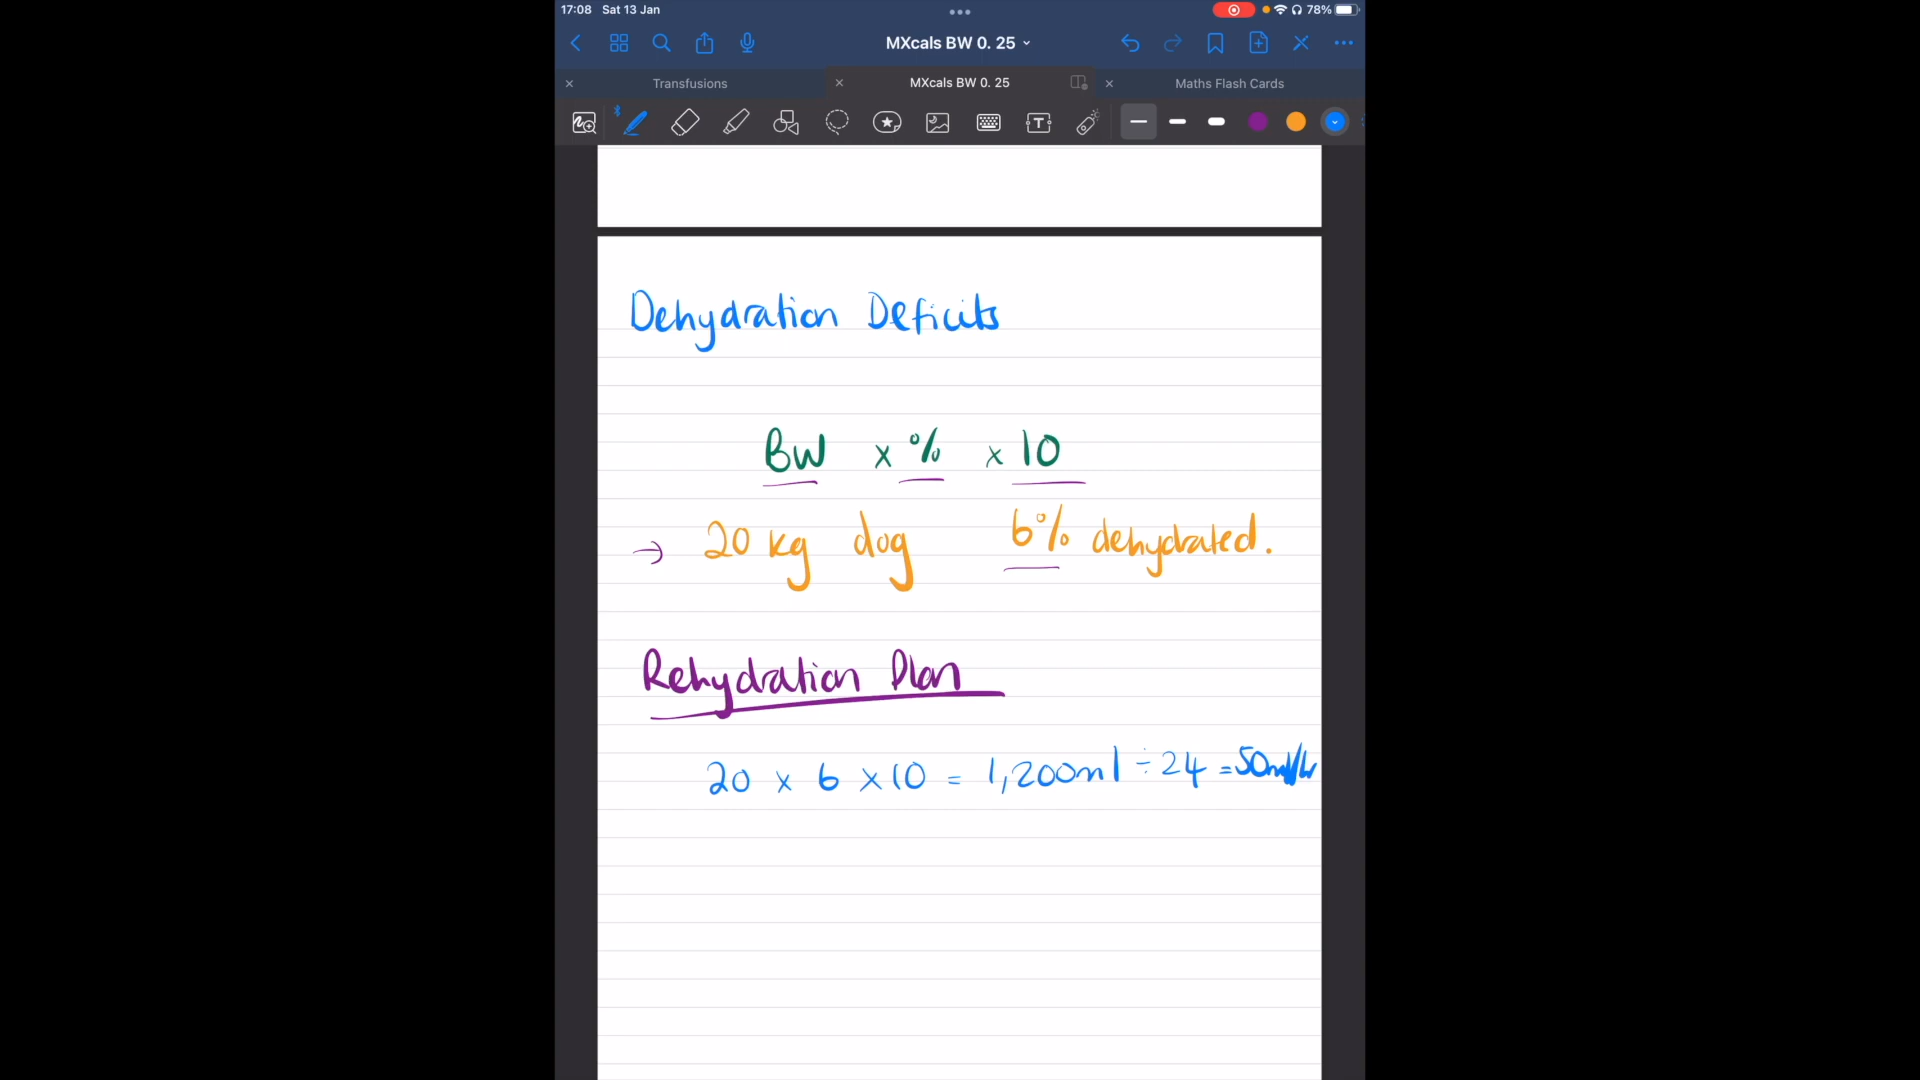 17:08 Sat 13 Jan 78%
MXcals BW 0. 25
Transfusions MXcals BW 0. 25 Maths Flash Cards
Dehydration Deficits
BW x % x 10
→ 20 kg dog 6% dehydrated.
Rehydration Plan
20 x 6 x 10 = 1,200ml ÷ 24 = 50ml/hr